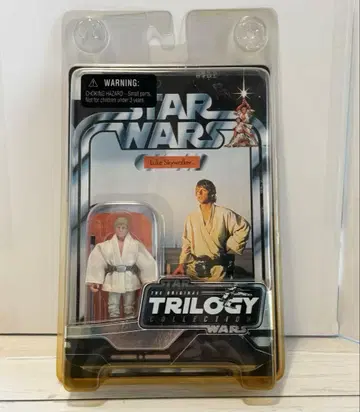 WARNING:
CHOKING HAZARD - Small parts.
Not for children under 3 years.
STAR
WARS
Luke Skywalker
STAR
THE ORIGINAL
TRILOGY
COLLECTION
WARS